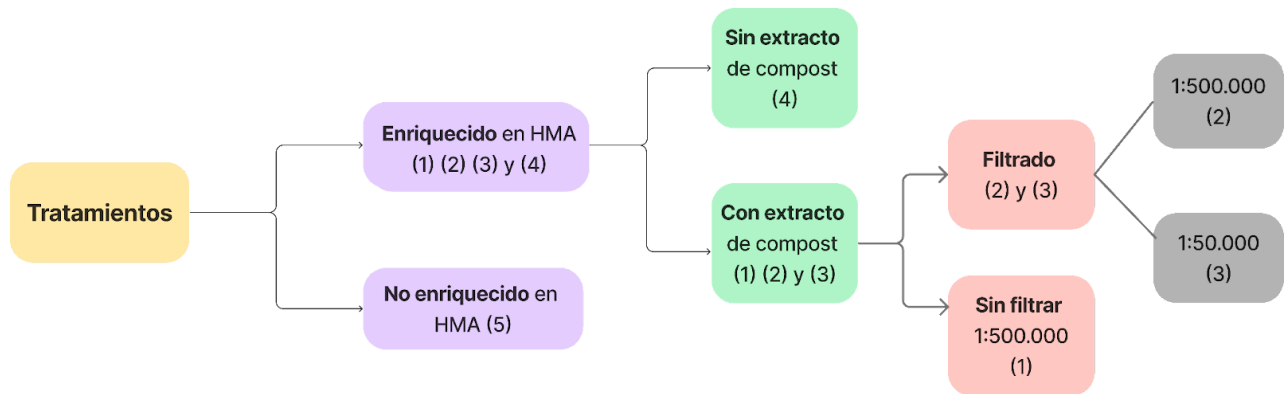 Tratamientos
Enriquecido en HMA
(1) (2) (3) y (4)
No enriquecido en
HMA (5)
Sin extracto
de compost
(4)
Con extracto
de compost
(1) (2) y (3)
Filtrado
(2) y (3)
Sin filtrar
1:500.000
(1)
1:500.000
(2)
1:50.000
(3)